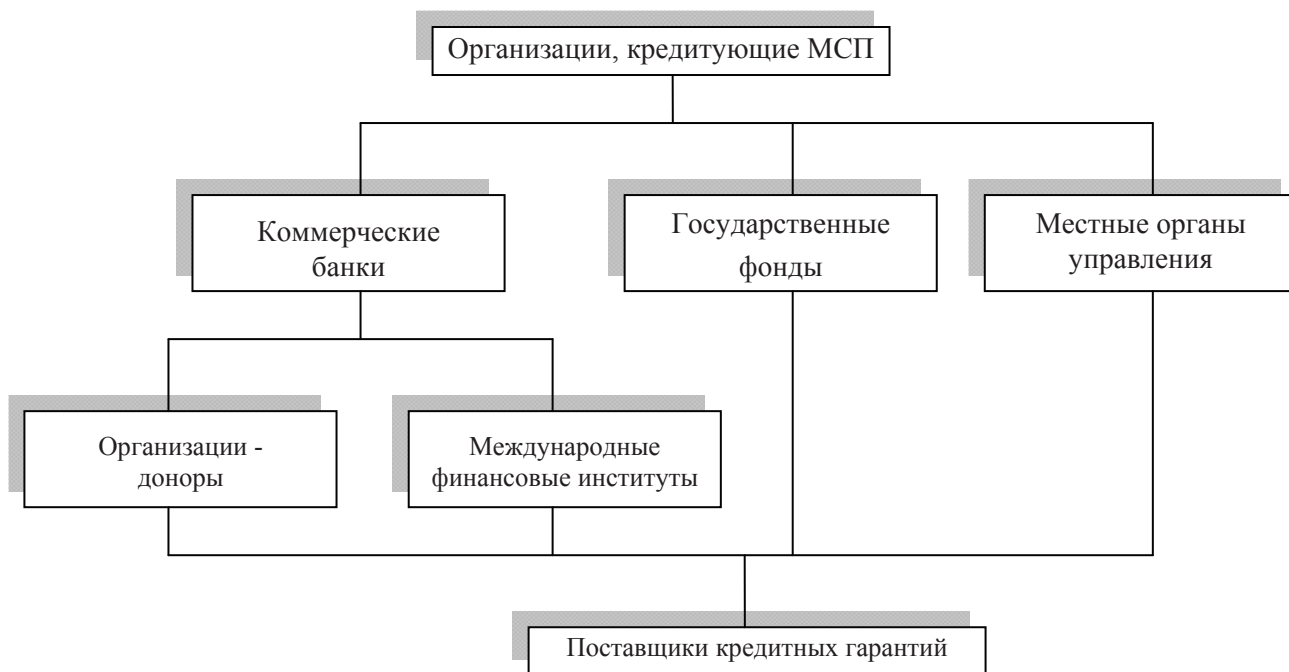 Организации, кредитующие МСП
Коммерческие
банки
Государственные
фонды
Местные органы
управления
Организации -
доноры
Международные
финансовые институты
Поставщики кредитных гарантий